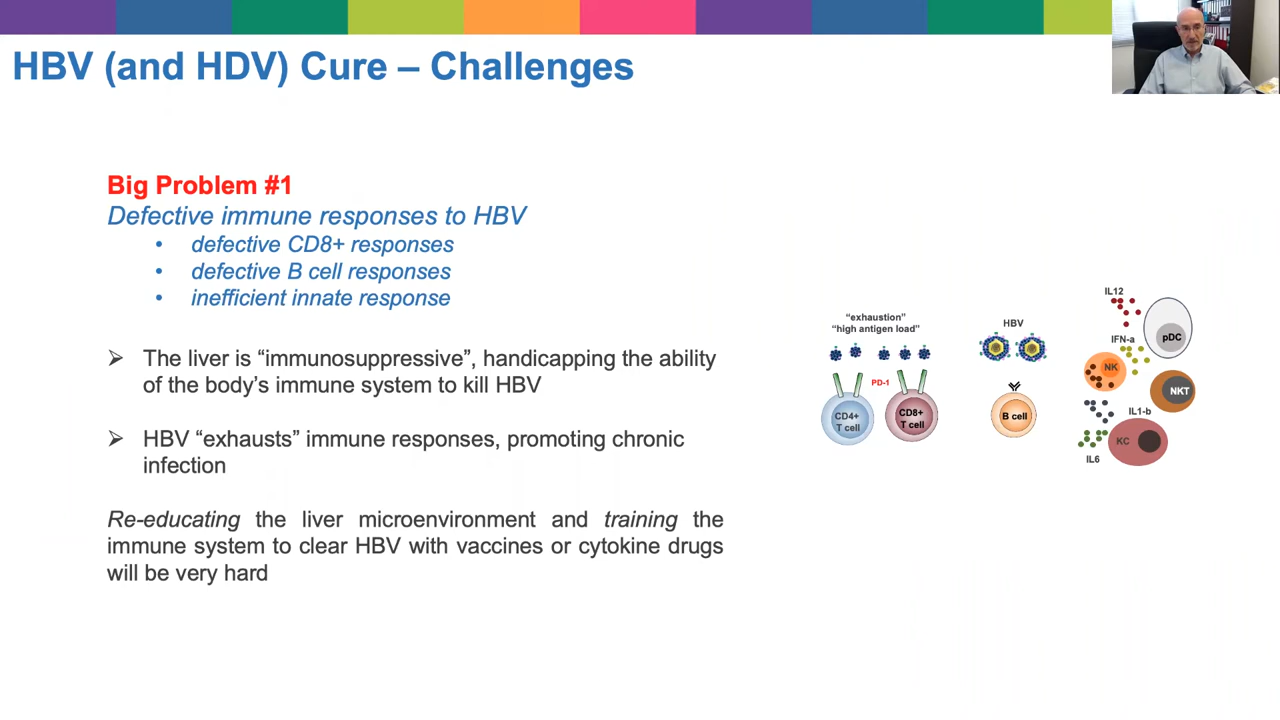 HBV (and HDV) Cure – Challenges
Big Problem #1
Defective immune responses to HBV
• defective CD8+ responses
• defective B cell responses
• inefficient innate response
➢ The liver is “immunosuppressive”, handicapping the ability
of the body’s immune system to kill HBV
➢ HBV “exhausts” immune responses, promoting chronic
infection
Re-educating the liver microenvironment and training the
immune system to clear HBV with vaccines or cytokine drugs
will be very hard
“exhaustion”
“high antigen load”
PD-1
CD4+
T cell
CD8+
T cell
HBV
B cell
IL12
pDC
IFN-a
NK
NKT
IL1-b
KC
IL6